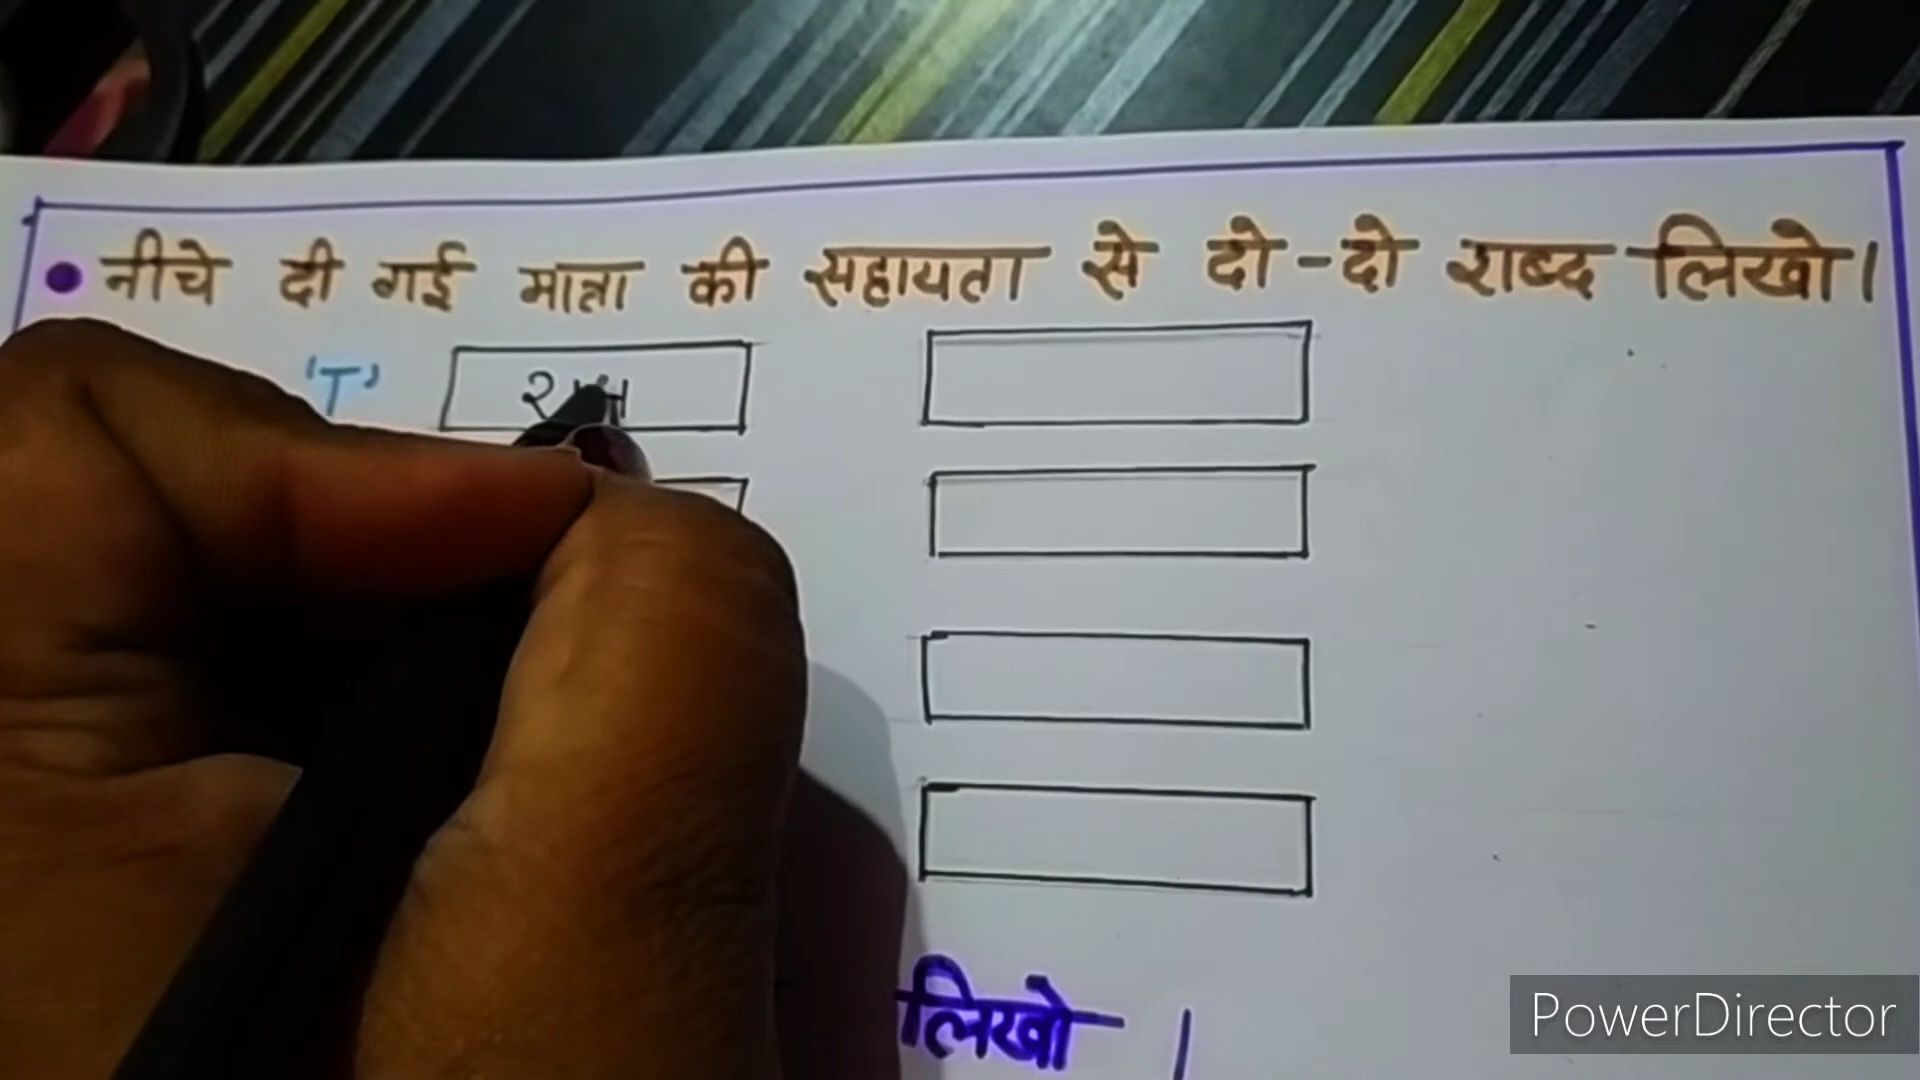 नीचे दी गई मात्रा की सहायता से दो-दो शब्द लिखो।
'ा'
लिखो
PowerDirector